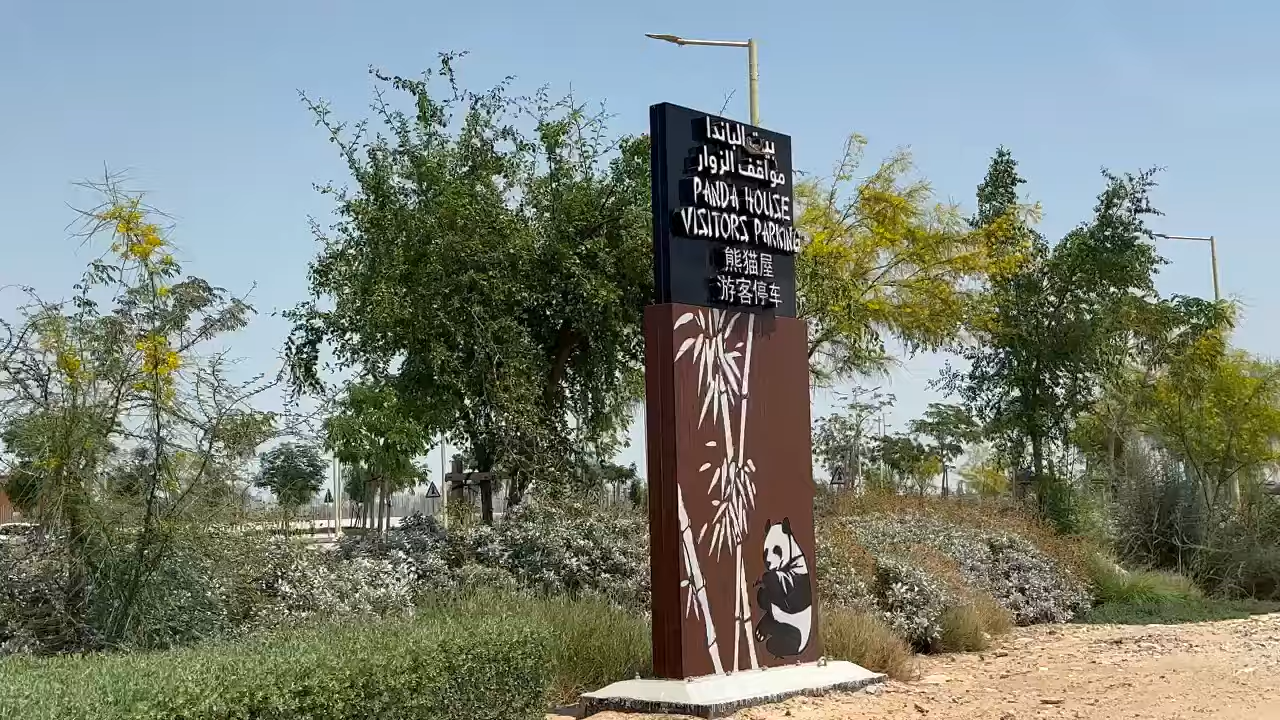 بيت الباندا
مواقف الزوار
PANDA HOUSE
VISITORS PARKING
熊猫屋
游客停车